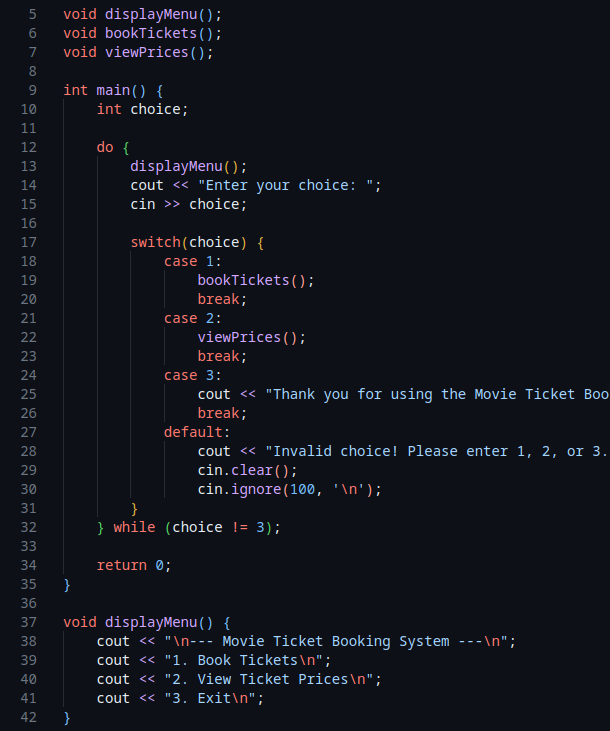 5 void displayMenu();
6 void bookTickets();
7 void viewPrices();
8
9 int main() {
10     int choice;
11
12     do {
13         displayMenu();
14         cout << "Enter your choice: ";
15         cin >> choice;
16
17         switch(choice) {
18             case 1:
19                 bookTickets();
20                 break;
21             case 2:
22                 viewPrices();
23                 break;
24             case 3:
25                 cout << "Thank you for using the Movie Ticket Boo
26                 break;
27             default:
28                 cout << "Invalid choice! Please enter 1, 2, or 3.
29                 cin.clear();
30                 cin.ignore(100, '\n');
31         }
32     } while (choice != 3);
33
34     return 0;
35 }
36
37 void displayMenu() {
38     cout << "\n--- Movie Ticket Booking System ---\n";
39     cout << "1. Book Tickets\n";
40     cout << "2. View Ticket Prices\n";
41     cout << "3. Exit\n";
42 }